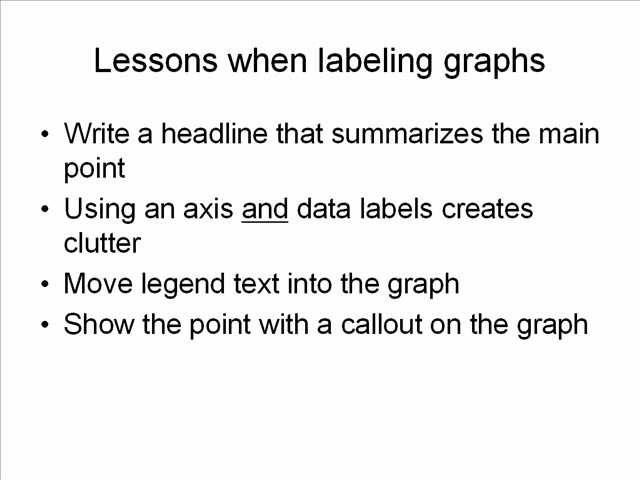 Lessons when labeling graphs
• Write a headline that summarizes the main
point
• Using an axis and data labels creates
clutter
• Move legend text into the graph
• Show the point with a callout on the graph